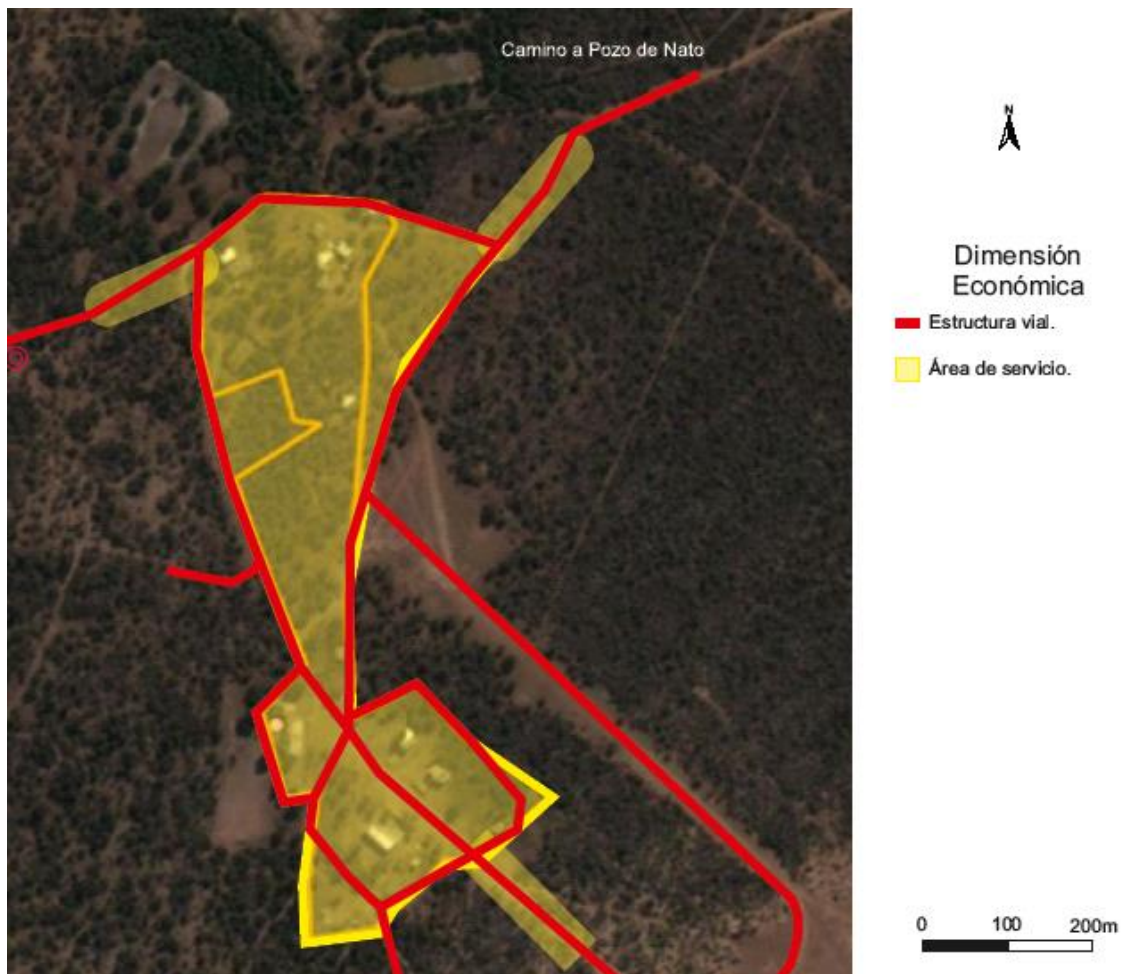 Camino a Pozo de Nato
N
Dimensión
Económica
Estructura vial.
Área de servicio.
0 100 200m